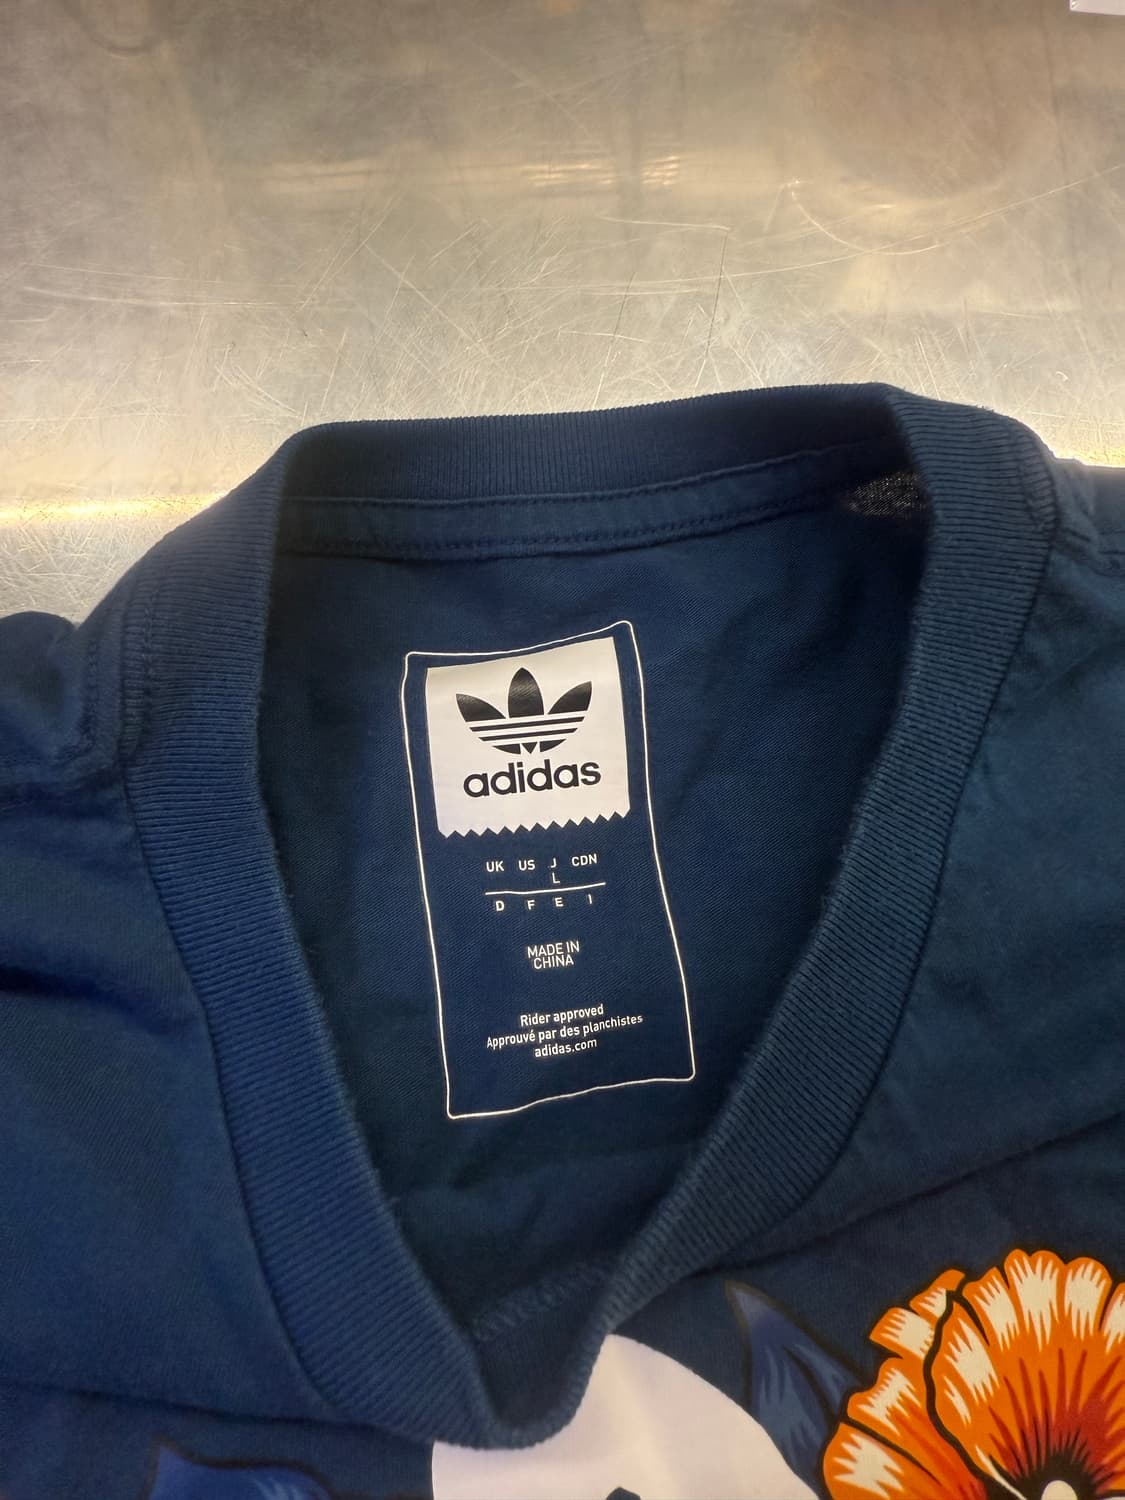 adidas
UK US J CDN
L
D F E I
MADE IN
CHINA
Rider approved
Approuvé par des planchistes
adidas.com